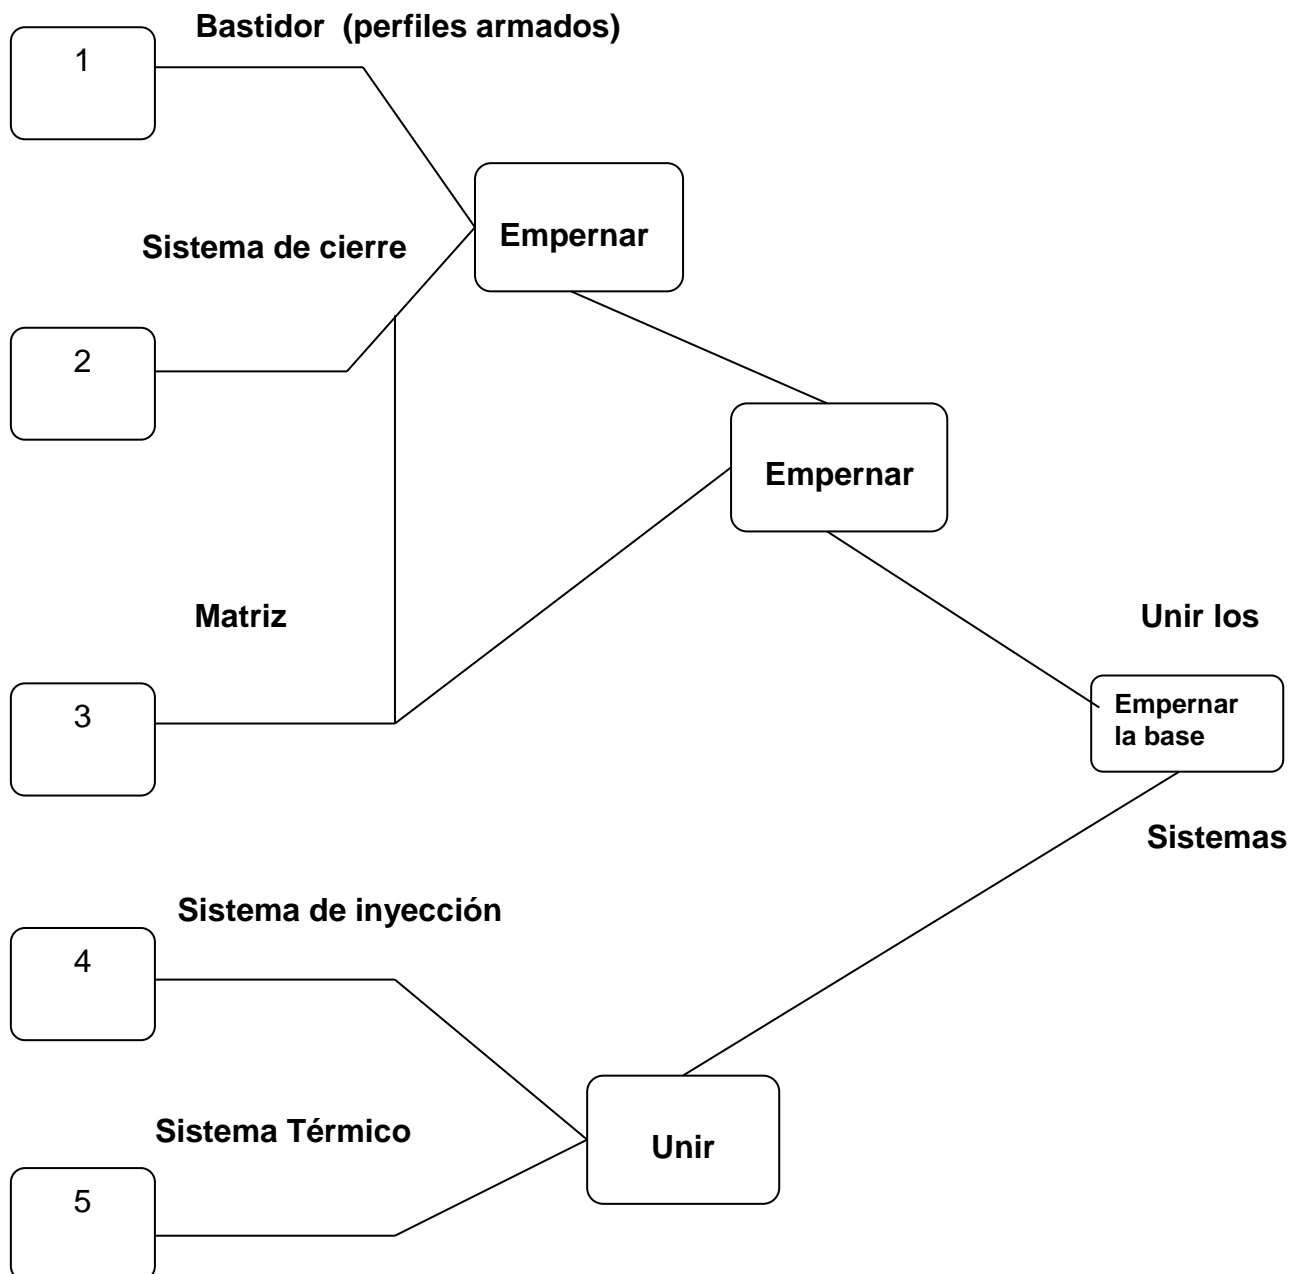 Bastidor  (perfiles armados)
1
Empernar
Sistema de cierre
2
Empernar
Matriz
Unir los
3
Empernar
la base
Sistemas
Sistema de inyección
4
Sistema Térmico
Unir
5